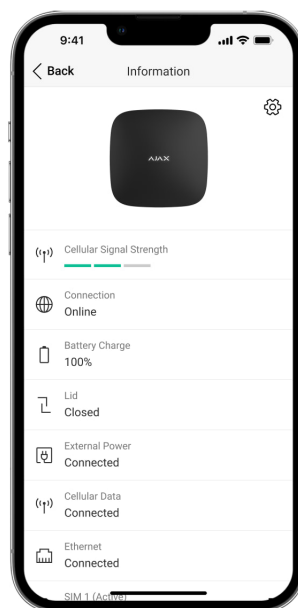 9:41
Back
Information
AJAX
Cellular Signal Strength
Connection
Online
Battery Charge
100%
Lid
Closed
External Power
Connected
Cellular Data
Connected
Ethernet
Connected
SIM 1 (Active)